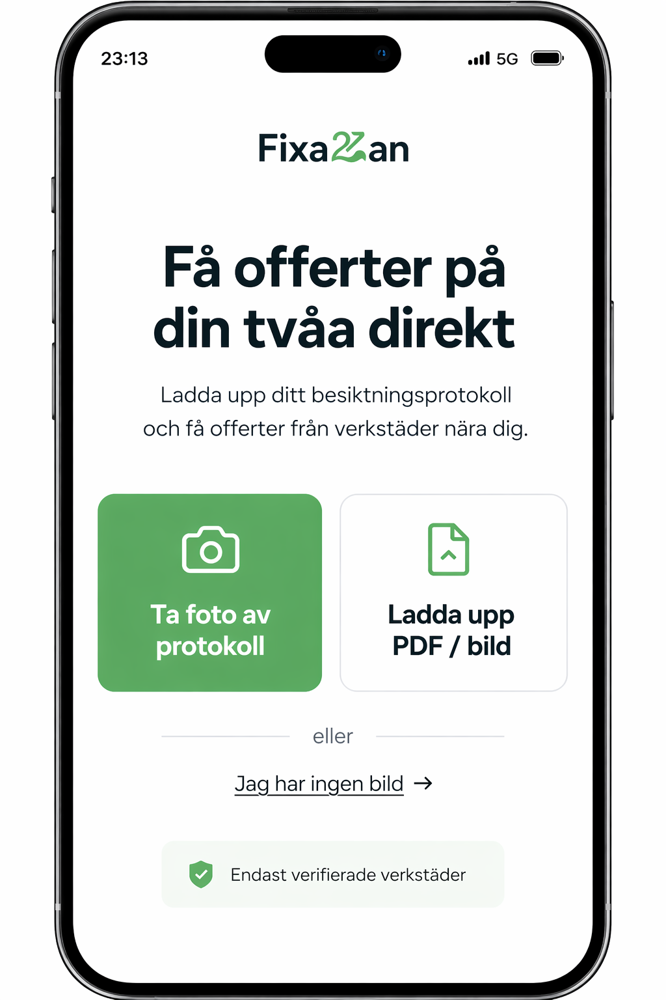 23:13
5G
Fixa2an
Få offerter på
din tvåa direkt
Ladda upp ditt besiktningsprotokoll
och få offerter från verkstäder nära dig.
Ta foto av
protokoll
Ladda upp
PDF / bild
eller
Jag har ingen bild →
Endast verifierade verkstäder